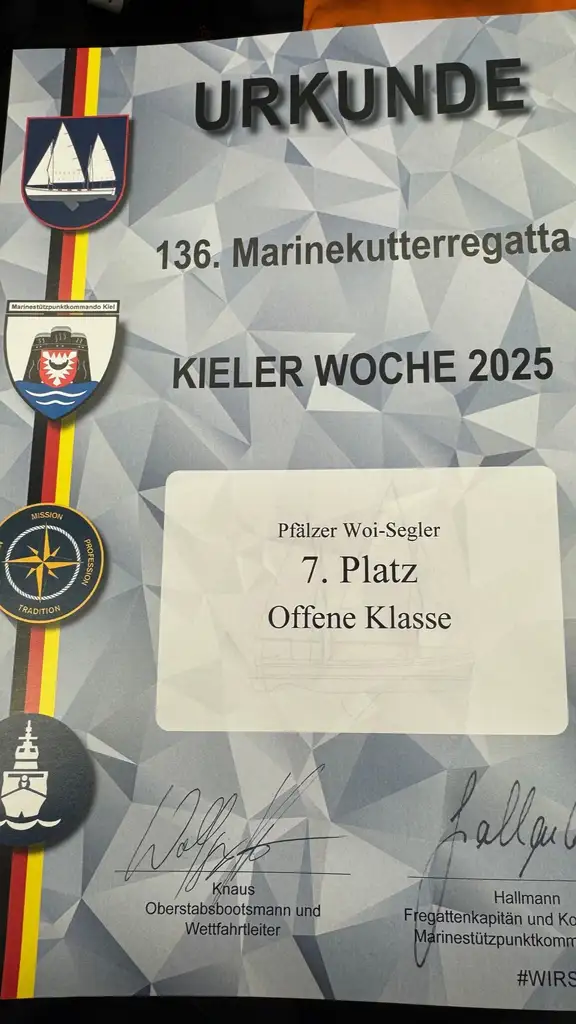 URKUNDE
136. Marinekutterregatta
Marinestützpunktkommando Kiel
KIELER WOCHE 2025
MISSION
PROFESSION
TRADITION
Pfälzer Woi-Segler
7. Platz
Offene Klasse
Knaus
Oberstabsbootsmann und
Wettfahrtleiter
Hallmann
Fregattenkapitän und Ko
Marinestützpunktkomm
#WIRS